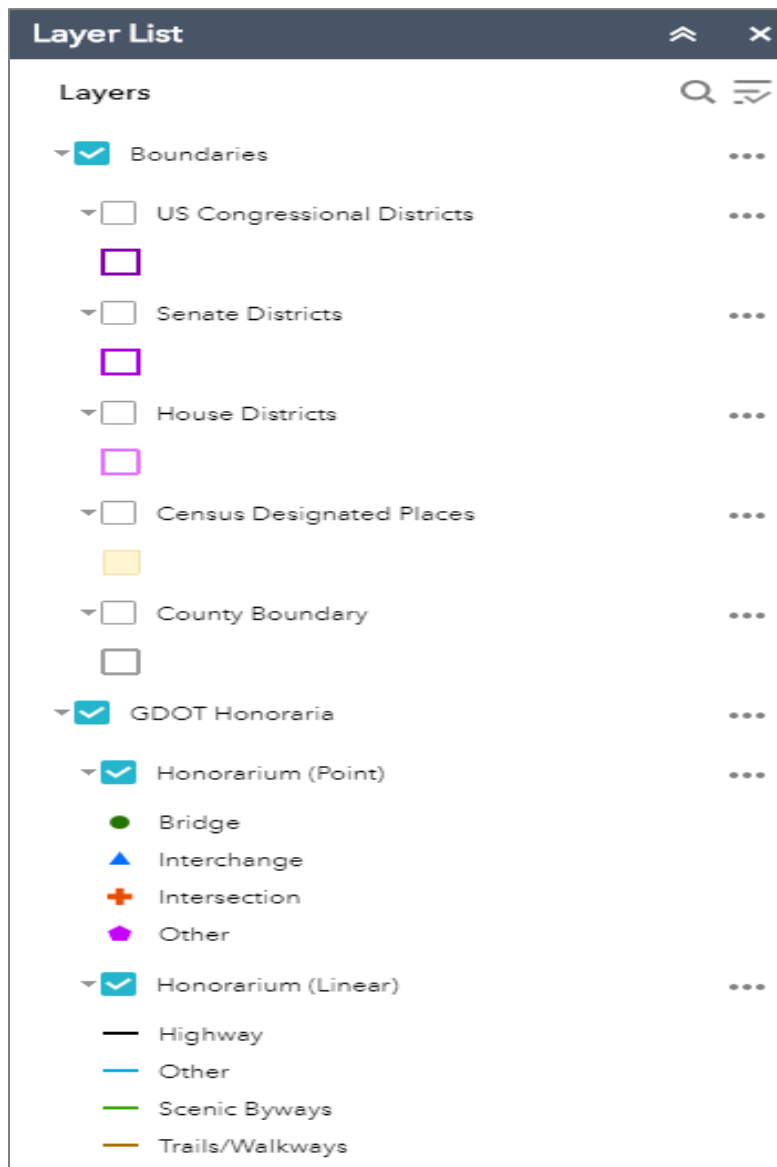 Layer List
Layers
Boundaries
US Congressional Districts
Senate Districts
House Districts
Census Designated Places
County Boundary
GDOT Honoraria
Honorarium (Point)
Bridge
Interchange
Intersection
Other
Honorarium (Linear)
Highway
Other
Scenic Byways
Trails/Walkways